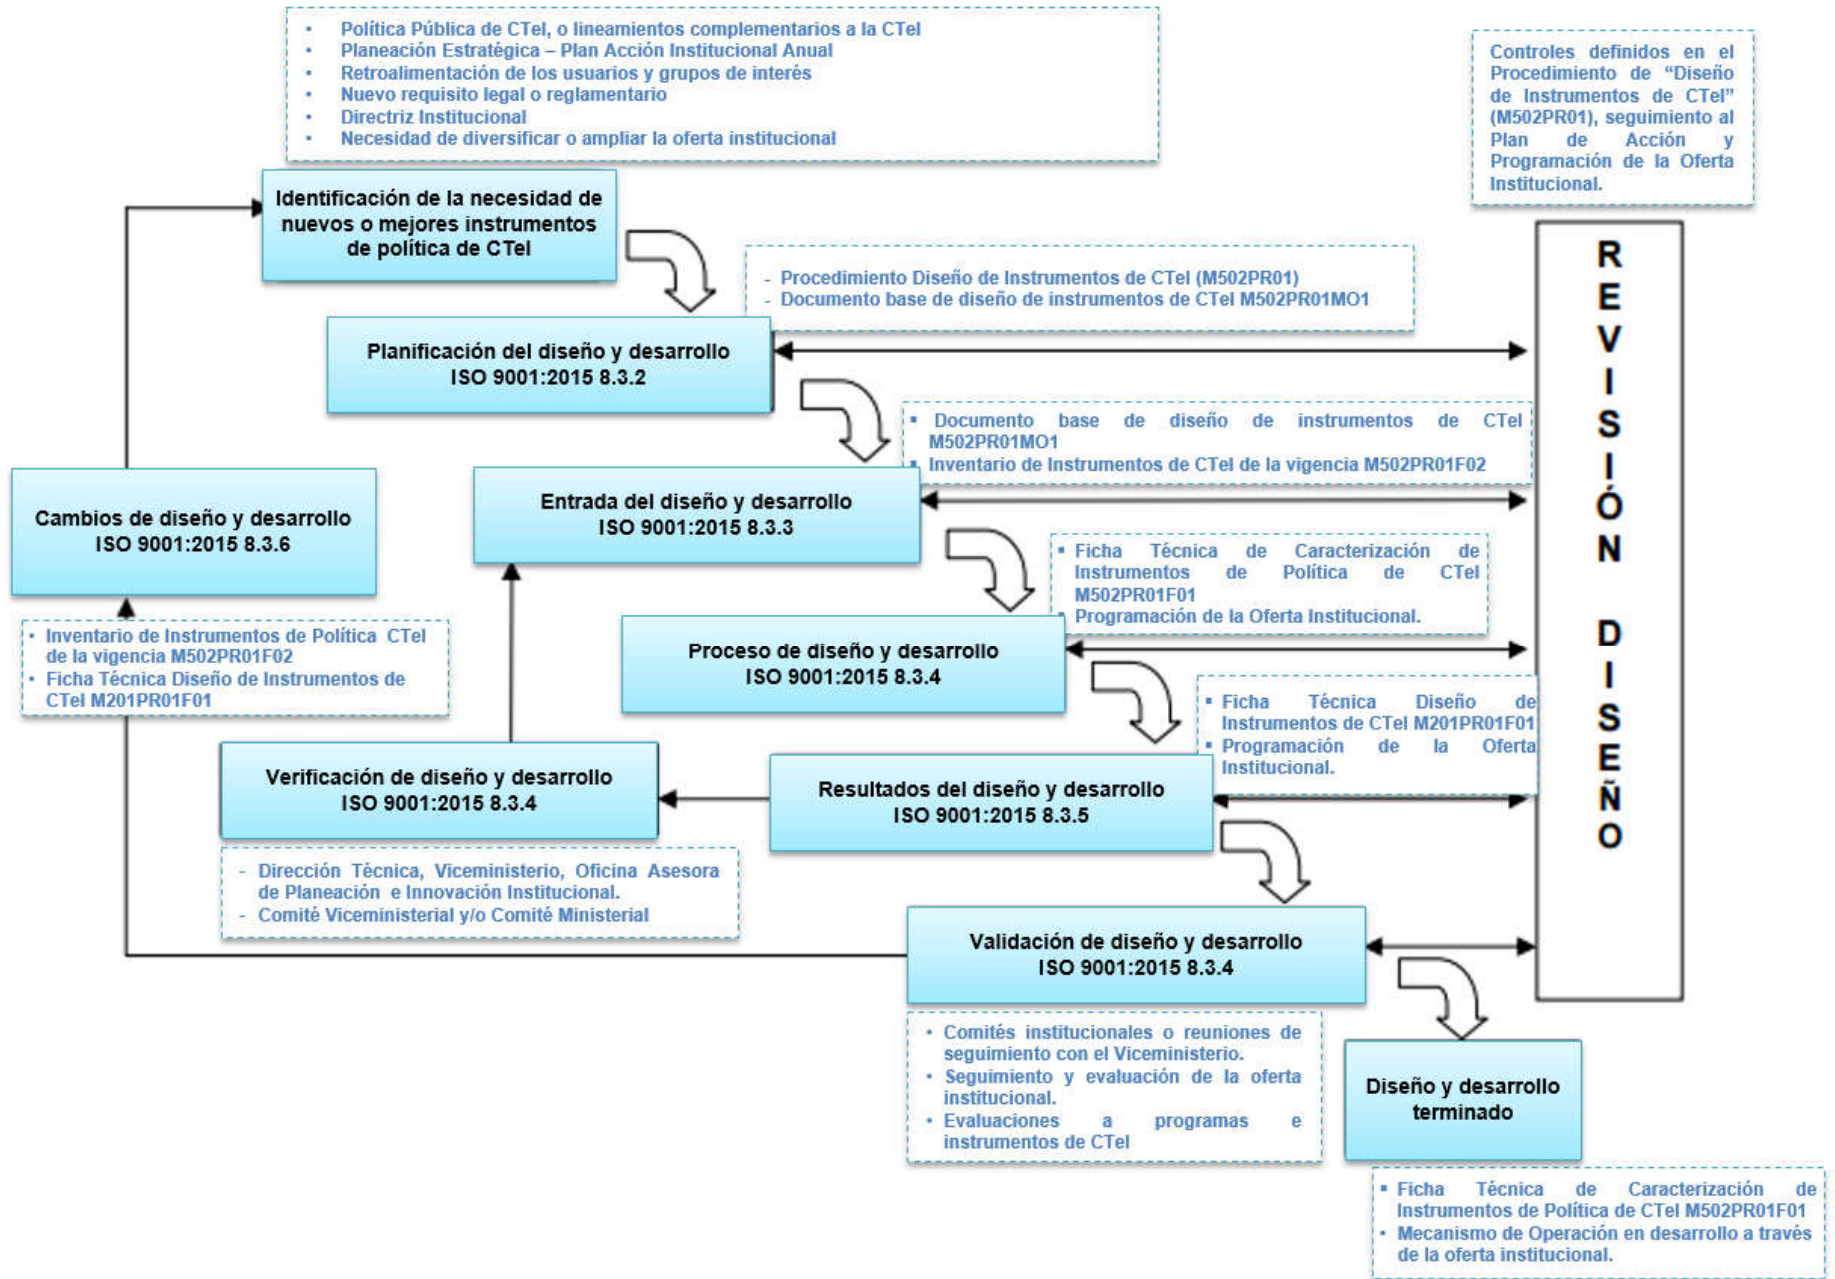 • Política Pública de CTeI, o lineamientos complementarios a la CTeI
• Planeación Estratégica – Plan Acción Institucional Anual
• Retroalimentación de los usuarios y grupos de interés
• Nuevo requisito legal o reglamentario
• Directriz Institucional
• Necesidad de diversificar o ampliar la oferta institucional
Controles definidos en el
Procedimiento de “Diseño
de Instrumentos de CTeI”
(M502PR01), seguimiento al
Plan de Acción y
Programación de la Oferta
Institucional.
Identificación de la necesidad de
nuevos o mejores instrumentos
de política de CTeI
- Procedimiento Diseño de Instrumentos de CTeI (M502PR01)
- Documento base de diseño de instrumentos de CTeI M502PR01MO1
Planificación del diseño y desarrollo
ISO 9001:2015 8.3.2
▪ Documento base de diseño de instrumentos de CTeI
M502PR01MO1
▪ Inventario de Instrumentos de CTeI de la vigencia M502PR01F02
Entrada del diseño y desarrollo
ISO 9001:2015 8.3.3
Cambios de diseño y desarrollo
ISO 9001:2015 8.3.6
▪ Ficha Técnica de Caracterización de
Instrumentos de Política de CTeI
M502PR01F01
▪ Programación de la Oferta Institucional.
• Inventario de Instrumentos de Política CTeI
de la vigencia M502PR01F02
• Ficha Técnica Diseño de Instrumentos de
CTeI M201PR01F01
Proceso de diseño y desarrollo
ISO 9001:2015 8.3.4
▪ Ficha Técnica Diseño de
Instrumentos de CTeI M201PR01F01
▪ Programación de la Oferta
Institucional.
Verificación de diseño y desarrollo
ISO 9001:2015 8.3.4
Resultados del diseño y desarrollo
ISO 9001:2015 8.3.5
- Dirección Técnica, Viceministerio, Oficina Asesora
de Planeación e Innovación Institucional.
- Comité Viceministerial y/o Comité Ministerial
Validación de diseño y desarrollo
ISO 9001:2015 8.3.4
• Comités institucionales o reuniones de
seguimiento con el Viceministerio.
• Seguimiento y evaluación de la oferta
institucional.
• Evaluaciones a programas e
instrumentos de CTeI
Diseño y desarrollo
terminado
▪ Ficha Técnica de Caracterización de
Instrumentos de Política de CTeI M502PR01F01
▪ Mecanismo de Operación en desarrollo a través
de la oferta institucional.
REVISIÓN DISEÑO